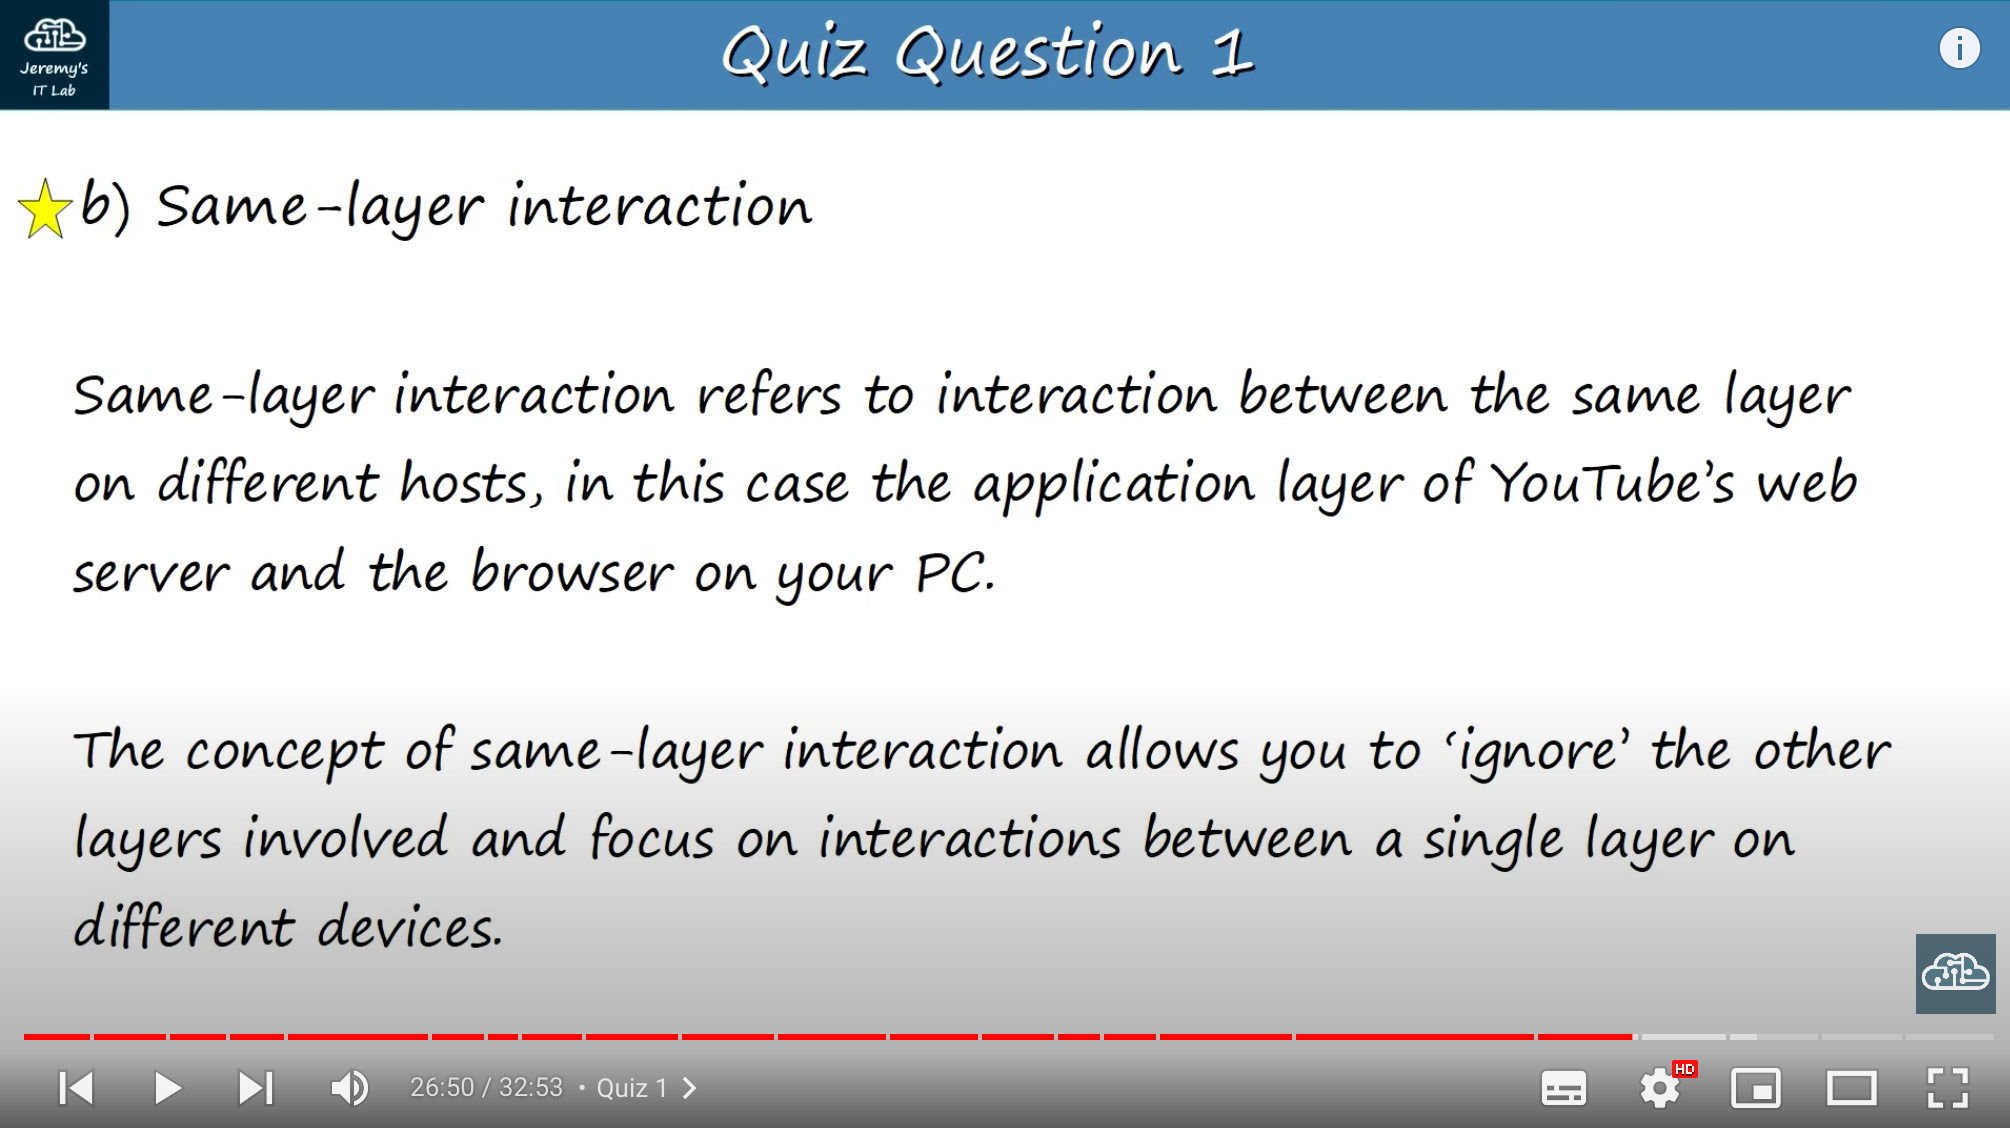 Jeremy's
IT Lab
Quiz Question 1
b) Same-layer interaction
Same-layer interaction refers to interaction between the same layer
on different hosts, in this case the application layer of YouTube's web
server and the browser on your PC.
The concept of same-layer interaction allows you to ‘ignore’ the other
layers involved and focus on interactions between a single layer on
different devices.
26:50 / 32:53 • Quiz 1
HD